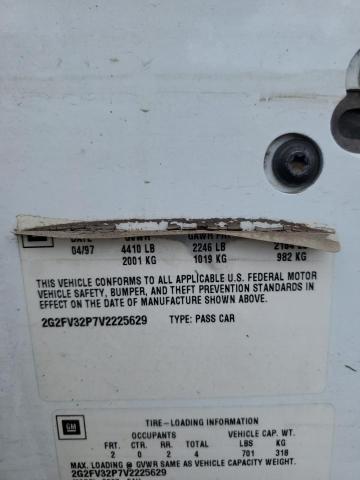 DATE GVWR GAWR FRT
04/97 4410 LB 2246 LB 2164 LB
2001 KG 1019 KG 982 KG
THIS VEHICLE CONFORMS TO ALL APPLICABLE U.S. FEDERAL MOTOR
VEHICLE SAFETY, BUMPER, AND THEFT PREVENTION STANDARDS IN
EFFECT ON THE DATE OF MANUFACTURE SHOWN ABOVE.
2G2FV32P7V2225629 TYPE: PASS CAR
GM
TIRE-LOADING INFORMATION
OCCUPANTS VEHICLE CAP. WT.
FRT. CTR. RR. TOTAL LBS KG
2 0 2 4 701 318
MAX. LOADING @ GVWR SAME AS VEHICLE CAPACITY WEIGHT.
2G2FV32P7V2225629